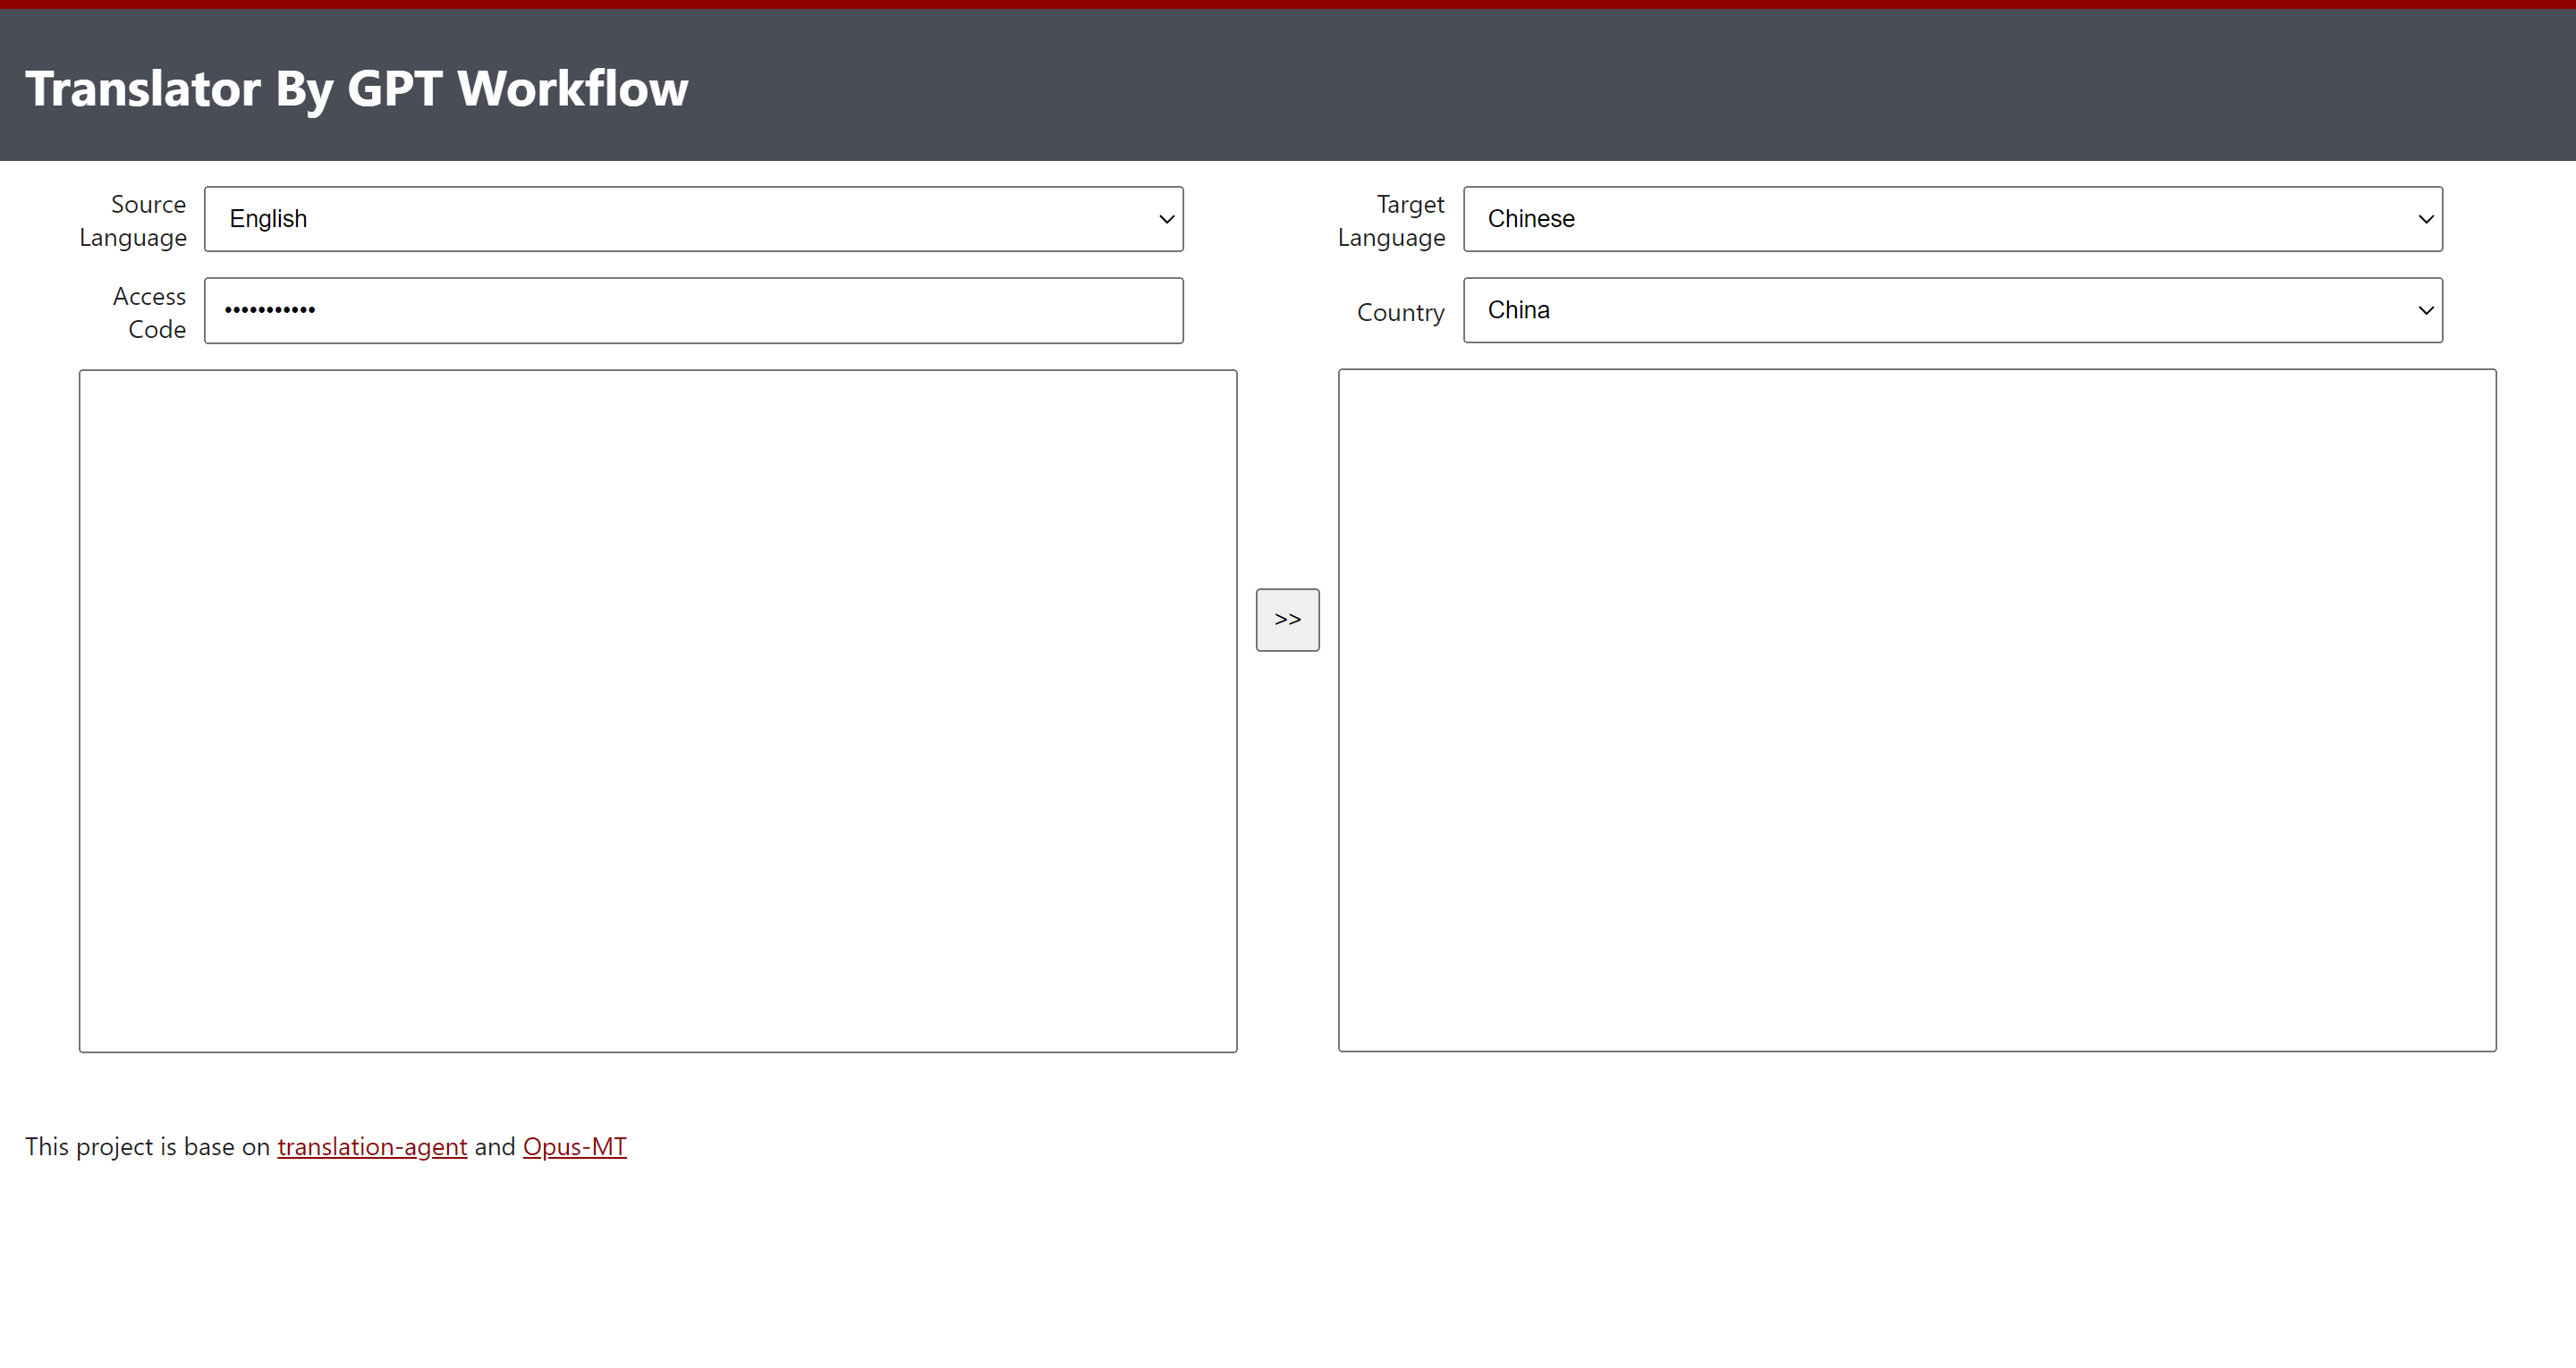 Translator By GPT Workflow
Source
Language
English
Target
Language
Chinese
Access
Code
•••••••••••
Country
China
>>
This project is base on translation-agent and Opus-MT